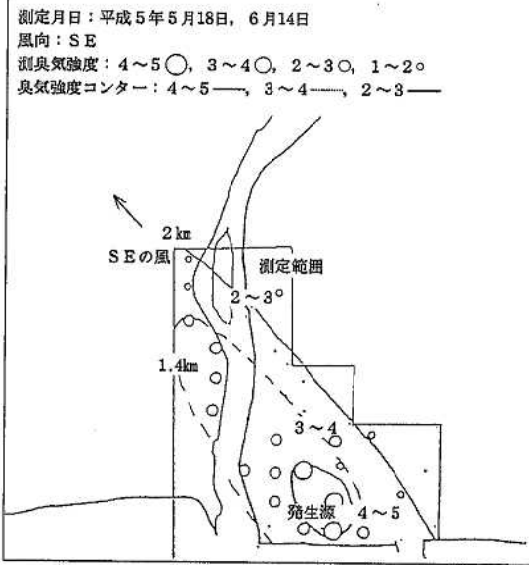 測定月日：平成5年5月18日，6月14日
風向：SE
測臭気強度：4～5◯，3～4○，2～3○，1～2○
臭気強度コンター：4～5——，3～4┈┈，2～3——
2㎞
SEの風
測定範囲
2～3
1.4㎞
3～4
発生源
4～5